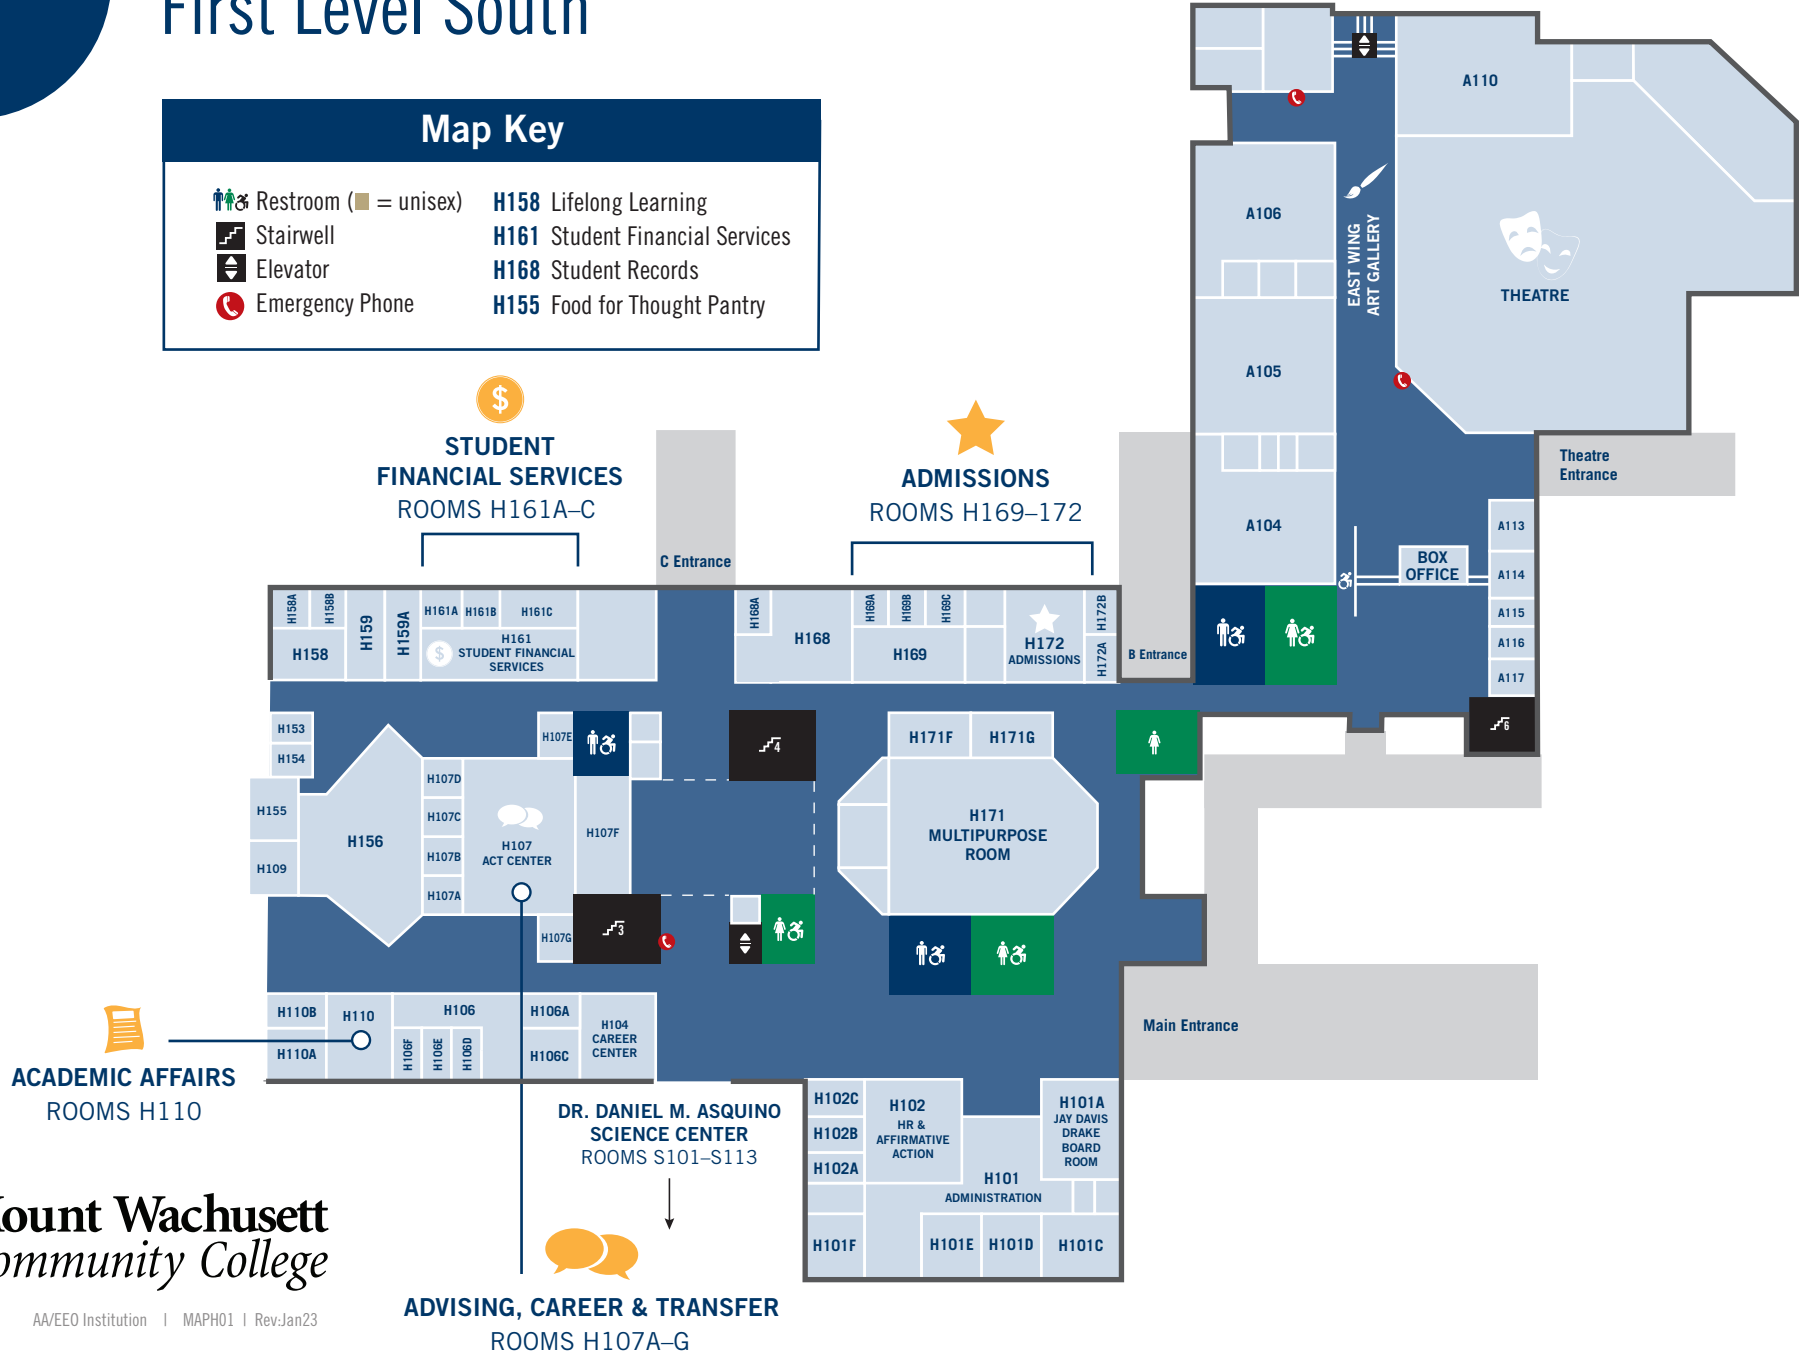 First Level South
Map Key
Restroom ( = unisex)
Stairwell
Elevator
Emergency Phone
H158 Lifelong Learning
H161 Student Financial Services
H168 Student Records
H155 Food for Thought Pantry
$
STUDENT
FINANCIAL SERVICES
ROOMS H161A–C
ADMISSIONS
ROOMS H169–172
C Entrance
B Entrance
Theatre
Entrance
Main Entrance
A110
A106
EAST WING
ART GALLERY
THEATRE
A105
A104
BOX
OFFICE
A113
A114
A115
A116
A117
6
H158A
H158B
H158
H159
H159A
H161A
H161B
H161C
$
H161
STUDENT FINANCIAL
SERVICES
H168A
H168
H169A
H169B
H169C
H169
H172
ADMISSIONS
H172B
H172A
H153
H154
H155
H109
H156
H107E
H107D
H107C
H107B
H107A
H107
ACT CENTER
H107F
H107G
3
4
H171F
H171G
H171
MULTIPURPOSE
ROOM
H110B
H110A
H110
H106
H106F
H106E
H106D
H106A
H106C
H104
CAREER
CENTER
ACADEMIC AFFAIRS
ROOMS H110
DR. DANIEL M. ASQUINO
SCIENCE CENTER
ROOMS S101–S113
H102C
H102B
H102A
H102
HR &
AFFIRMATIVE
ACTION
H101A
JAY DAVIS
DRAKE
BOARD
ROOM
H101
ADMINISTRATION
H101F
H101E
H101D
H101C
ADVISING, CAREER & TRANSFER
ROOMS H107A–G
ount Wachusett
ommunity College
AA/EEO Institution | MAPH01 | Rev:Jan23